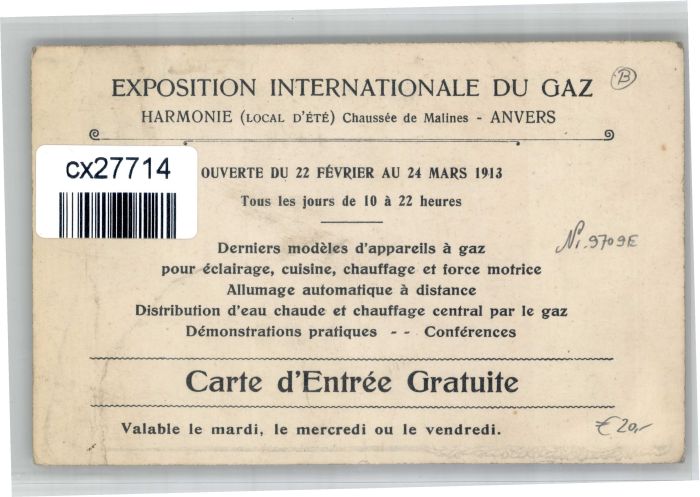 EXPOSITION INTERNATIONALE DU GAZ
B
HARMONIE (LOCAL D'ÉTÉ) Chaussée de Malines - ANVERS
cx27714
OUVERTE DU 22 FÉVRIER AU 24 MARS 1913
Tous les jours de 10 à 22 heures
Derniers modèles d'appareils à gaz
Nr. 9709E
pour éclairage, cuisine, chauffage et force motrice
Allumage automatique à distance
Distribution d'eau chaude et chauffage central par le gaz
Démonstrations pratiques - - Conférences
Carte d'Entrée Gratuite
Valable le mardi, le mercredi ou le vendredi.
€ 20,-